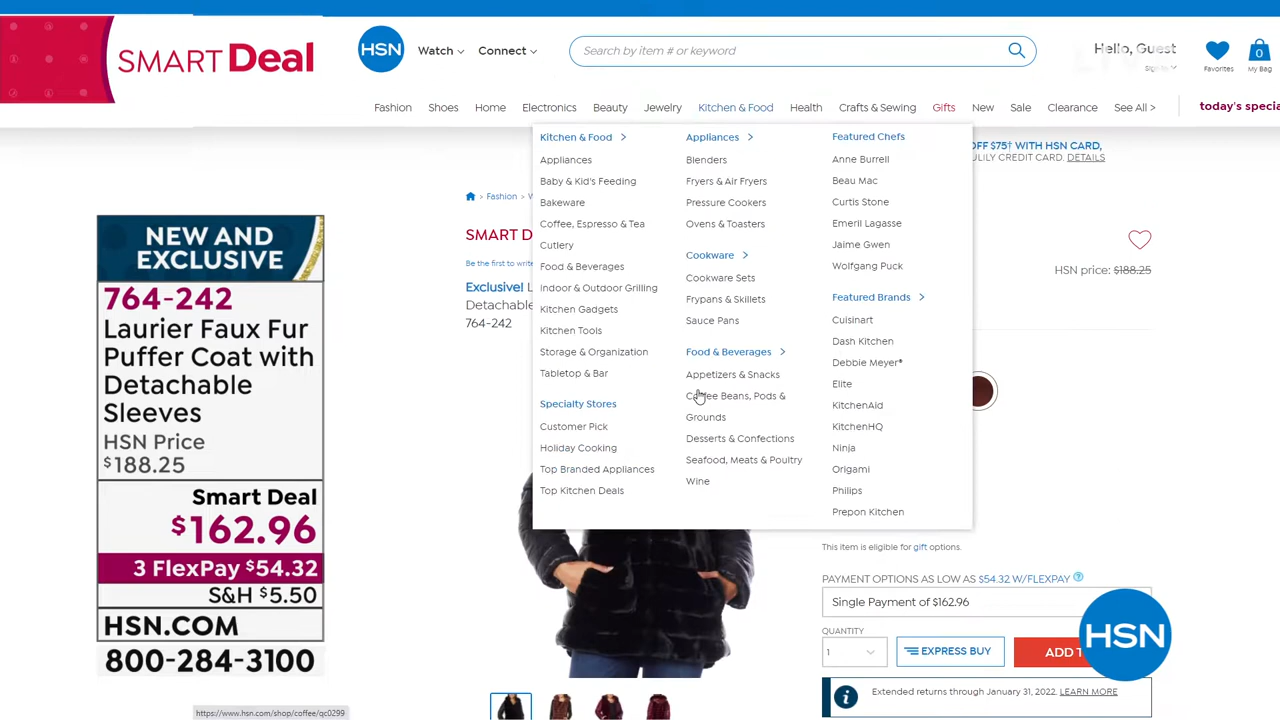 SMART Deal
HSN
Watch
Connect
Search by item # or keyword
Hello, Guest
Favorites
0
My Bag
Fashion
Shoes
Home
Electronics
Beauty
Jewelry
Kitchen & Food
Health
Crafts & Sewing
Gifts
New
Sale
Clearance
See All >
today's specia
OFF $75† WITH HSN CARD,
CREDIT CARD. DETAILS
> Fashion >
SMART D
Be the first to write
Exclusive!
Detachable
764-242
HSN price: $188.25
Kitchen & Food >
Appliances
Baby & Kid's Feeding
Bakeware
Coffee, Espresso & Tea
Cutlery
Food & Beverages
Indoor & Outdoor Grilling
Kitchen Gadgets
Kitchen Tools
Storage & Organization
Tabletop & Bar
Specialty Stores
Customer Pick
Holiday Cooking
Top Branded Appliances
Top Kitchen Deals
Appliances >
Blenders
Fryers & Air Fryers
Pressure Cookers
Ovens & Toasters
Cookware >
Cookware Sets
Frypans & Skillets
Sauce Pans
Food & Beverages >
Appetizers & Snacks
Coffee Beans, Pods &
Grounds
Desserts & Confections
Seafood, Meats & Poultry
Wine
Featured Chefs
Anne Burrell
Beau Mac
Curtis Stone
Emeril Lagasse
Jaime Gwen
Wolfgang Puck
Featured Brands >
Cuisinart
Dash Kitchen
Debbie Meyer®
Elite
KitchenAid
KitchenHQ
Ninja
Origami
Philips
Prepon Kitchen
NEW AND
EXCLUSIVE
764-242
Laurier Faux Fur
Puffer Coat with
Detachable
Sleeves
HSN Price
$188.25
Smart Deal
$162.96
3 FlexPay $54.32
S&H $5.50
HSN.COM
800-284-3100
This item is eligible for gift options.
PAYMENT OPTIONS AS LOW AS $54.32 W/FLEXPAY ?
Single Payment of $162.96
QUANTITY
1
EXPRESS BUY
ADD
HSN
Extended returns through January 31, 2022. LEARN MORE
https://www.hsn.com/shop/coffee/qc0299